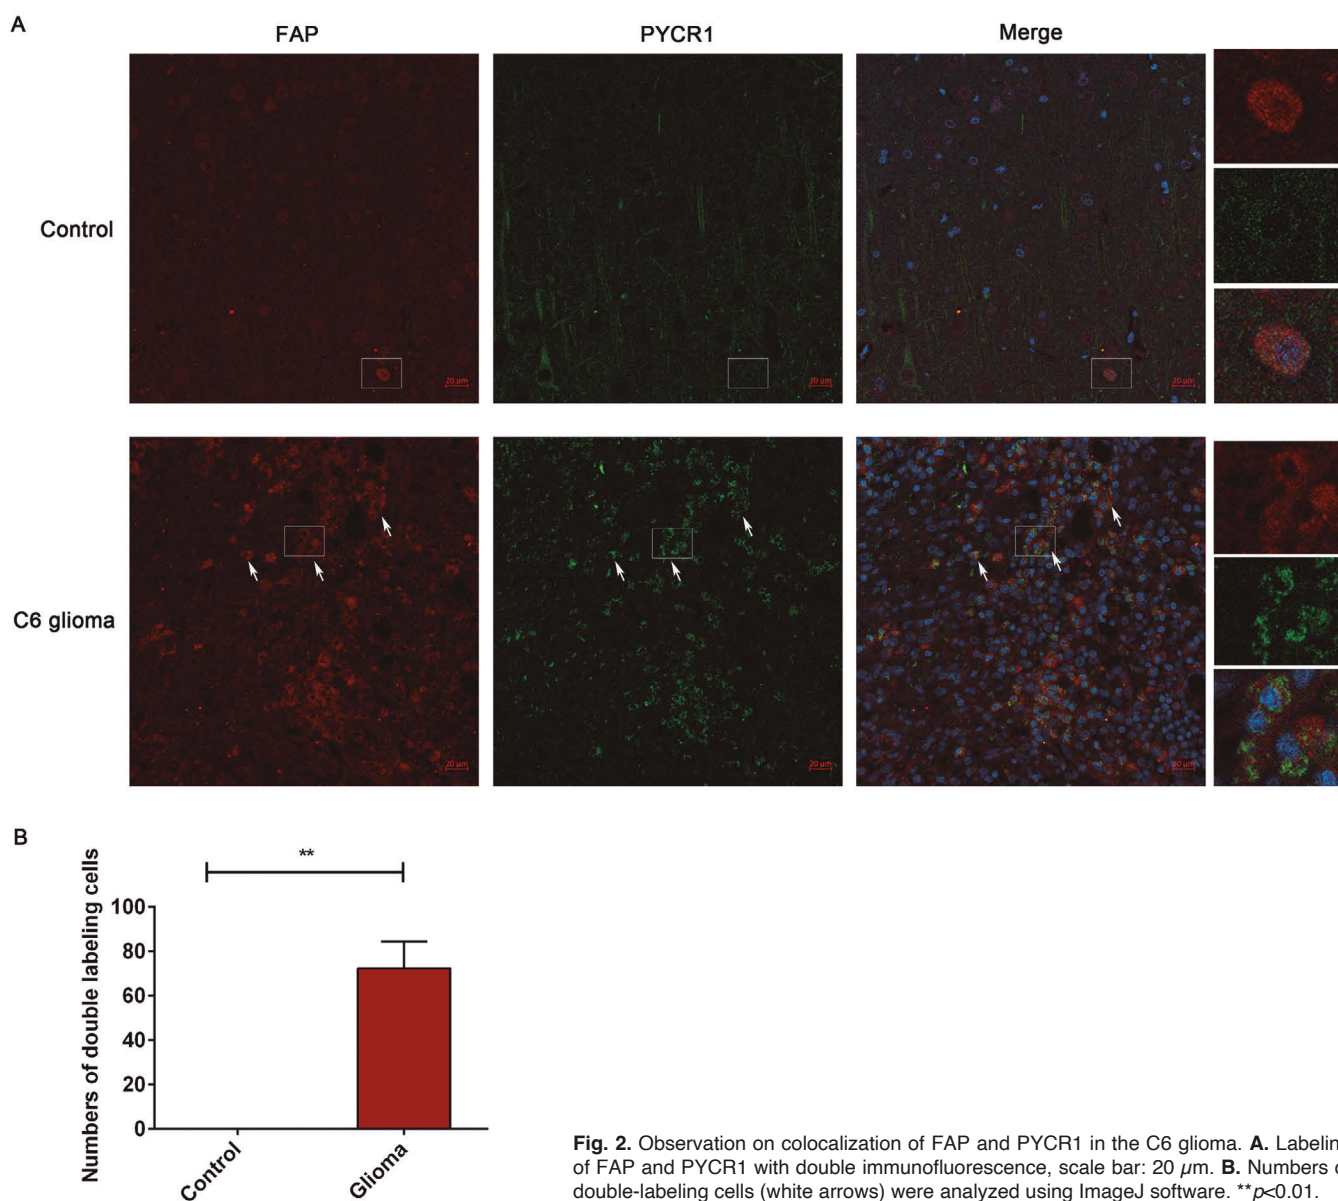 A
FAP PYCR1 Merge
Control
20 µm 20 µm 20 µm
C6 glioma
20 µm 20 µm 20 µm
B
**
Numbers of double labeling cells
100
80
60
40
20
0
Control Glioma
Fig. 2. Observation on colocalization of FAP and PYCR1 in the C6 glioma. A. Labelin
of FAP and PYCR1 with double immunofluorescence, scale bar: 20 µm. B. Numbers o
double-labeling cells (white arrows) were analyzed using ImageJ software. **p<0.01.